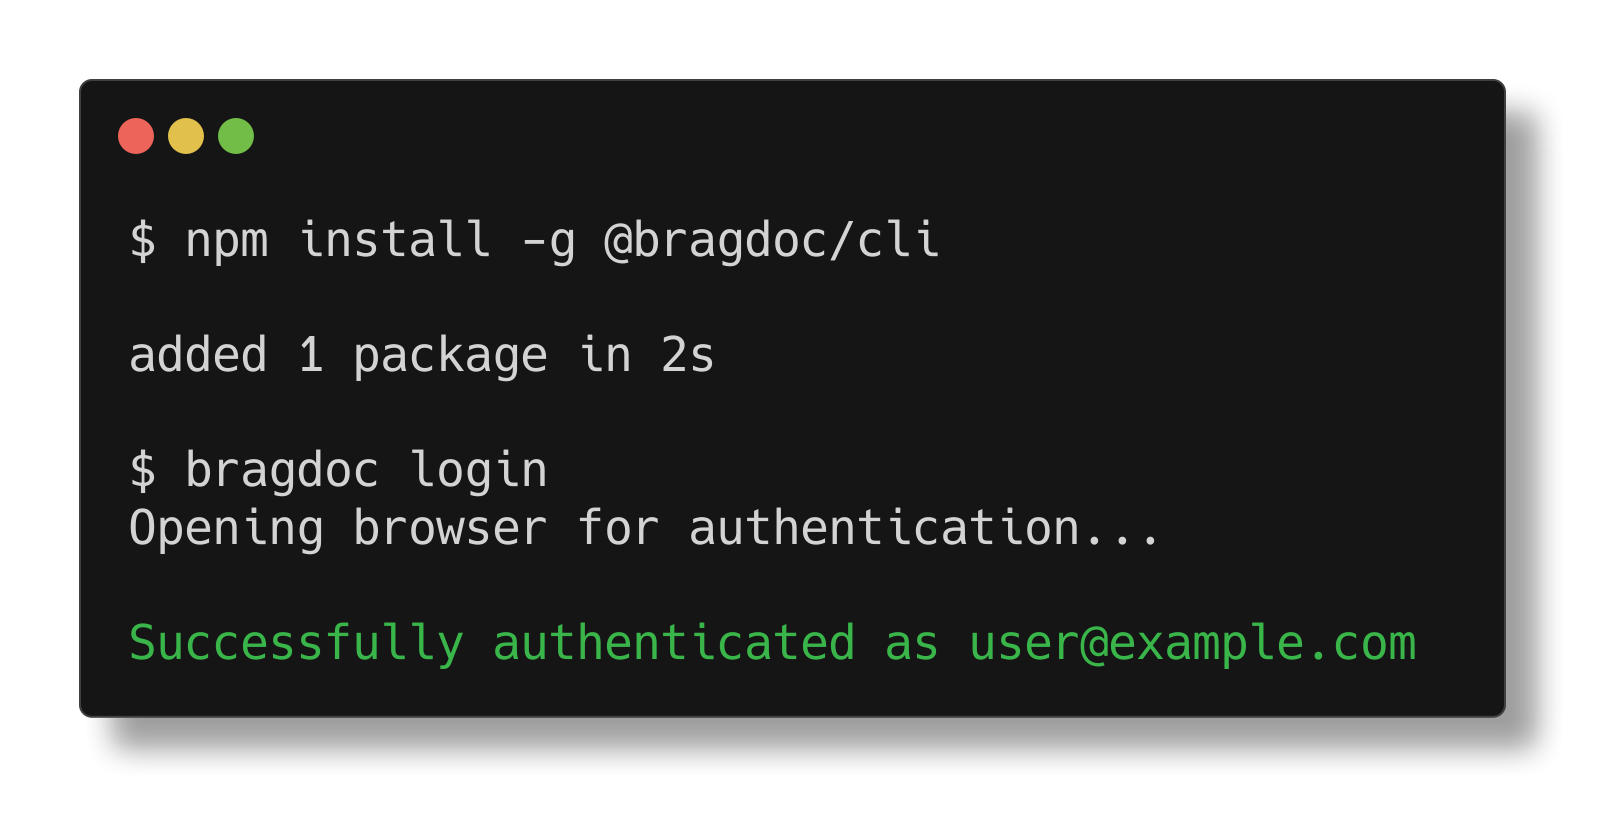 $ npm install -g @bragdoc/cli
added 1 package in 2s
$ bragdoc login
Opening browser for authentication...
Successfully authenticated as user@example.com